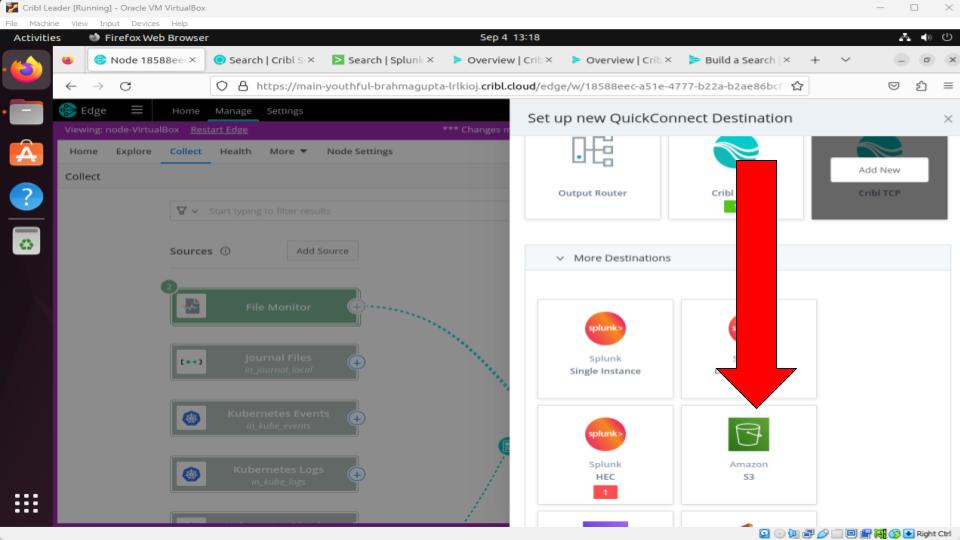 Cribl Leader [Running] - Oracle VM VirtualBox
File Machine View Input Devices Help
Activities Firefox Web Browser Sep 4 13:18
Node 18588ee Search | Cribl S Search | Splunk Overview | Crib Overview | Crib Build a Search |
https://main-youthful-brahmagupta-lrlkioj.cribl.cloud/edge/w/18588eec-a51e-4777-b22a-b2ae86bcf
Edge Home Manage Settings
Viewing: node-VirtualBox Restart Edge *** Changes m
Home Explore Collect Health More Node Settings
Collect
Start typing to filter results
Sources Add Source
2
File Monitor
Journal Files
in_journal_local
Kubernetes Events
in_kube_events
Kubernetes Logs
in_kube_logs
Set up new QuickConnect Destination
Output Router
Cribl
Add New
Cribl TCP
More Destinations
splunk>
Splunk
Single Instance
splunk>
Splunk
HEC
1
Amazon
S3
Right Ctrl